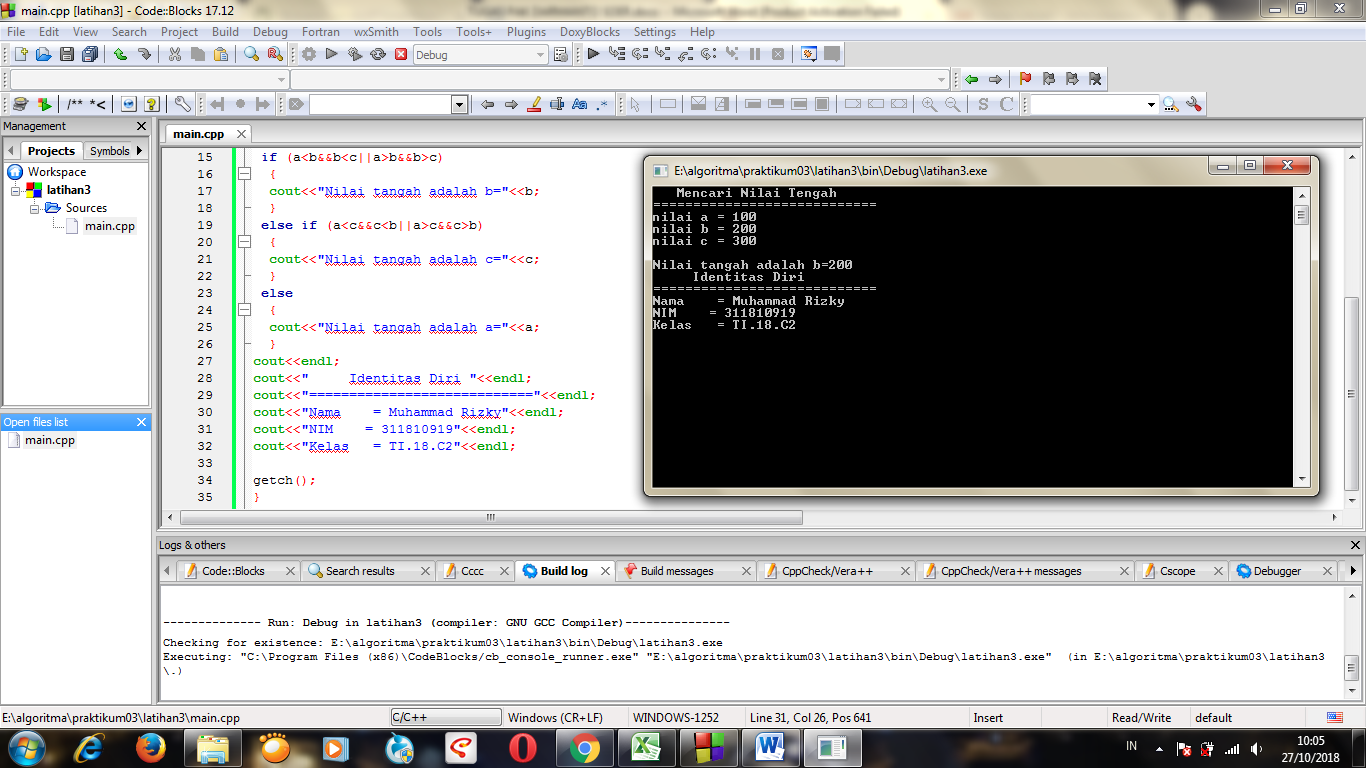 main.cpp [latihan3] - Code::Blocks 17.12
File Edit View Search Project Build Debug Fortran wxSmith Tools Tools+ Plugins DoxyBlocks Settings Help
Debug
/** *<
Aa .*
S C
Management
Projects Symbols
Workspace
latihan3
Sources
main.cpp
Open files list
main.cpp
main.cpp
15 if (a<b&&b<c||a>b&&b>c)
16 {
17 cout<<"Nilai tangah adalah b="<<b;
18 }
19 else if (a<c&&c<b||a>c&&c>b)
20 {
21 cout<<"Nilai tangah adalah c="<<c;
22 }
23 else
24 {
25 cout<<"Nilai tangah adalah a="<<a;
26 }
27 cout<<endl;
28 cout<<"     Identitas Diri "<<endl;
29 cout<<"============================"<<endl;
30 cout<<"Nama    = Muhammad Rizky"<<endl;
31 cout<<"NIM    = 311810919"<<endl;
32 cout<<"Kelas   = TI.18.C2"<<endl;
33
34 getch();
35 }
E:\algoritma\praktikum03\latihan3\bin\Debug\latihan3.exe
Mencari Nilai Tengah
============================
nilai a = 100
nilai b = 200
nilai c = 300
Nilai tangah adalah b=200
Identitas Diri
============================
Nama    = Muhammad Rizky
NIM    = 311810919
Kelas   = TI.18.C2
Logs & others
Code::Blocks Search results Cccc Build log Build messages CppCheck/Vera++ CppCheck/Vera++ messages Cscope Debugger
-------------- Run: Debug in latihan3 (compiler: GNU GCC Compiler)---------------
Checking for existence: E:\algoritma\praktikum03\latihan3\bin\Debug\latihan3.exe
Executing: "C:\Program Files (x86)\CodeBlocks/cb_console_runner.exe" "E:\algoritma\praktikum03\latihan3\bin\Debug\latihan3.exe"  (in E:\algoritma\praktikum03\latihan3
\.)
E:\algoritma\praktikum03\latihan3\main.cpp C/C++ Windows (CR+LF) WINDOWS-1252 Line 31, Col 26, Pos 641 Insert Read/Write default
IN 10:05
27/10/2018